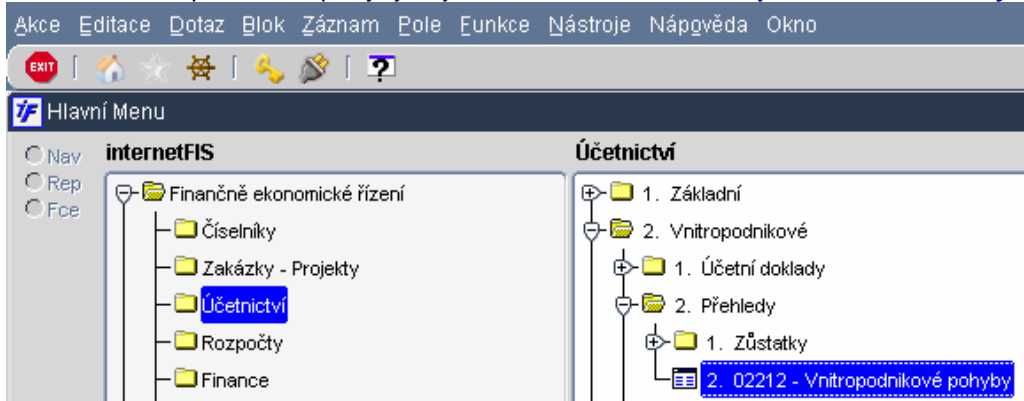 Akce Editace Dotaz Blok Záznam Pole Funkce Nástroje Nápověda Okno
EXIT
iF Hlavní Menu
Nav
Rep
Fce
internetFIS
Finančně ekonomické řízení
Číselníky
Zakázky - Projekty
Účetnictví
Rozpočty
Finance
Účetnictví
1. Základní
2. Vnitropodnikové
1. Účetní doklady
2. Přehledy
1. Zůstatky
2. 02212 - Vnitropodnikové pohyby